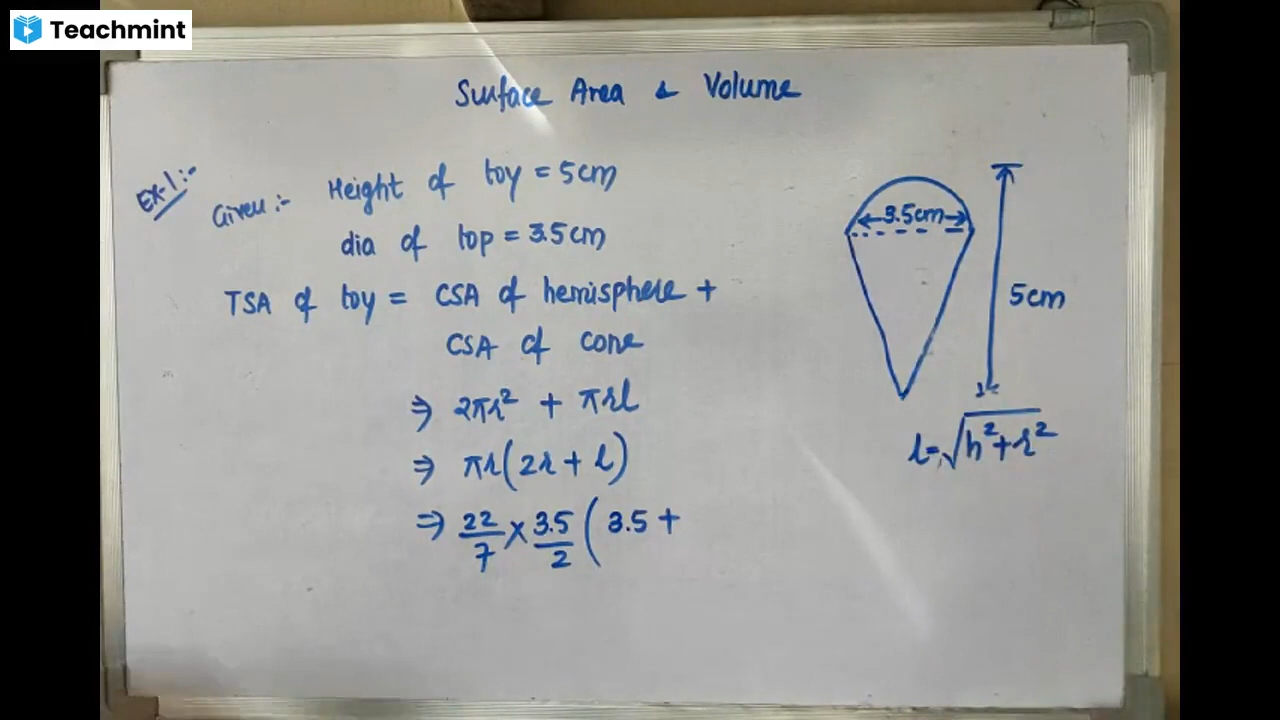 Teachmint
Surface Area & Volume
Ex-1:-
Given:- Height of toy = 5cm
dia of top = 3.5cm
TSA of toy = CSA of hemisphere +
CSA of cone
⇒ 2πr² + πrl
⇒ πr(2r + l)
⇒ 22/7 × 3.5/2 ( 3.5 +
3.5cm
5cm
l = √h²+r²